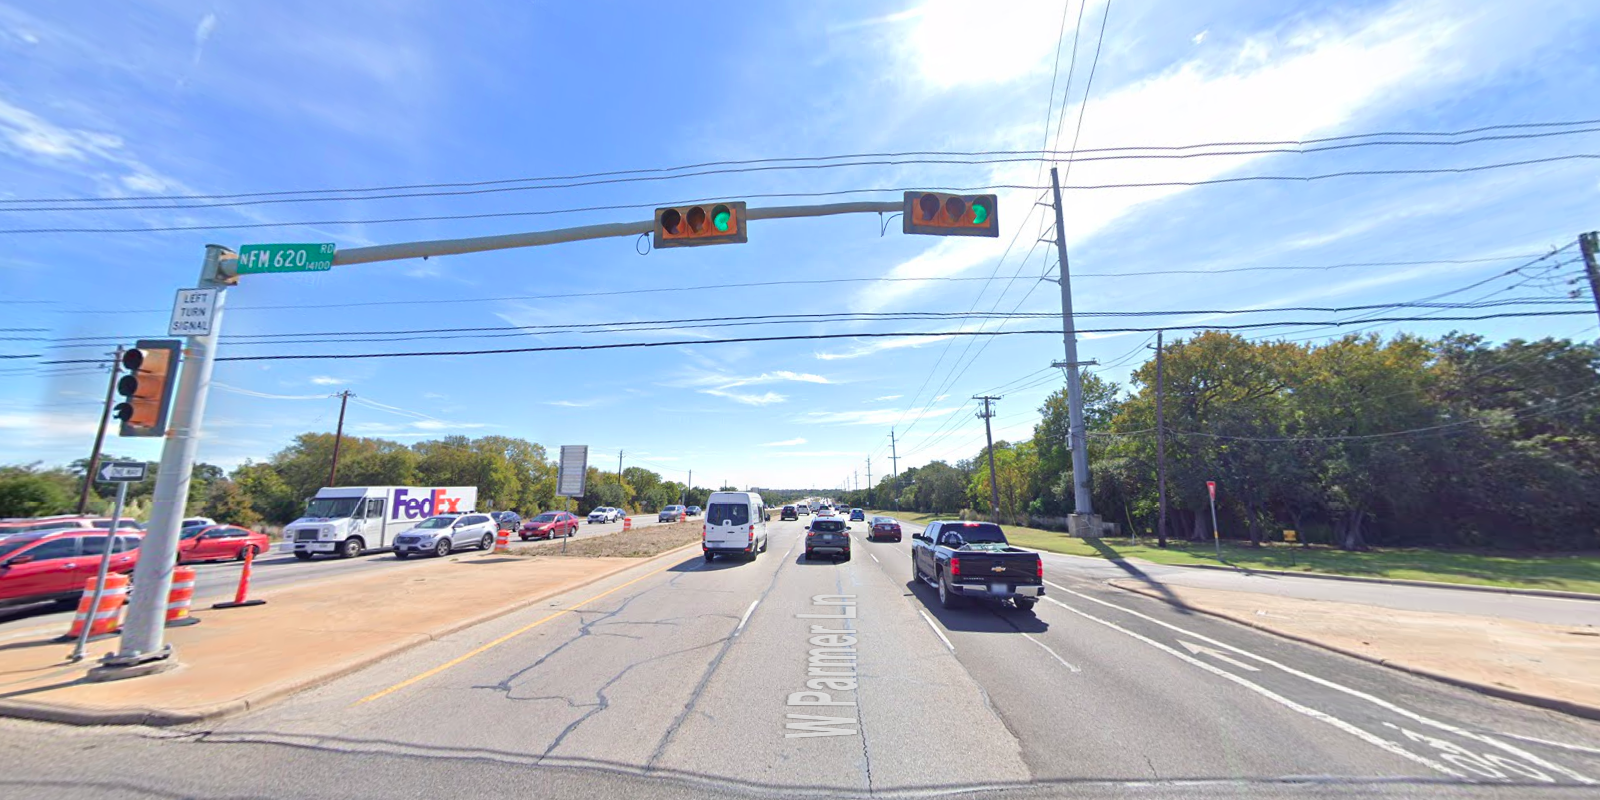 N FM 620 RD
14100
LEFT
TURN
SIGNAL
ONE WAY
FedEx
W Parmer Ln